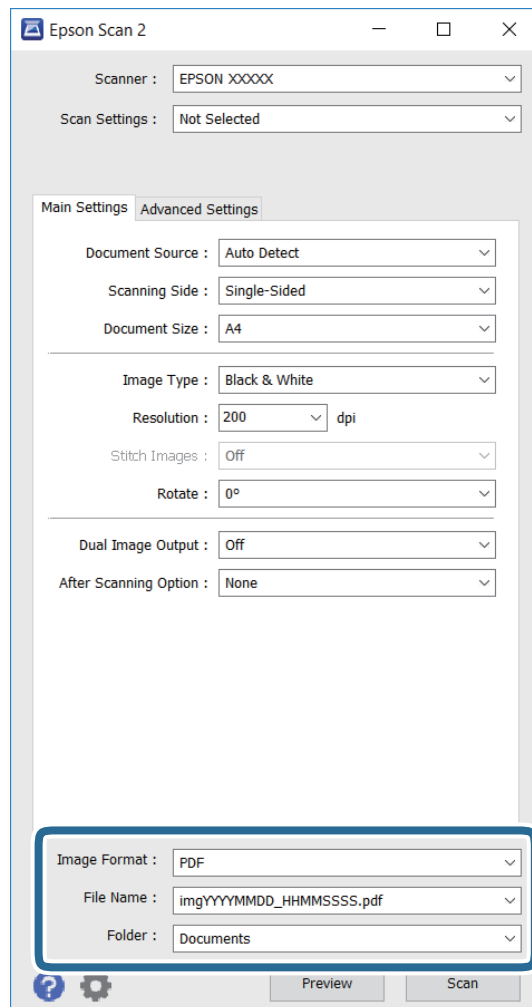 Epson Scan 2
Scanner : EPSON XXXXX
Scan Settings : Not Selected
Main Settings Advanced Settings
Document Source : Auto Detect
Scanning Side : Single-Sided
Document Size : A4
Image Type : Black & White
Resolution : 200 dpi
Stitch Images : Off
Rotate : 0°
Dual Image Output : Off
After Scanning Option : None
Image Format : PDF
File Name : imgYYYYMMDD_HHMMSSSS.pdf
Folder : Documents
? Preview Scan